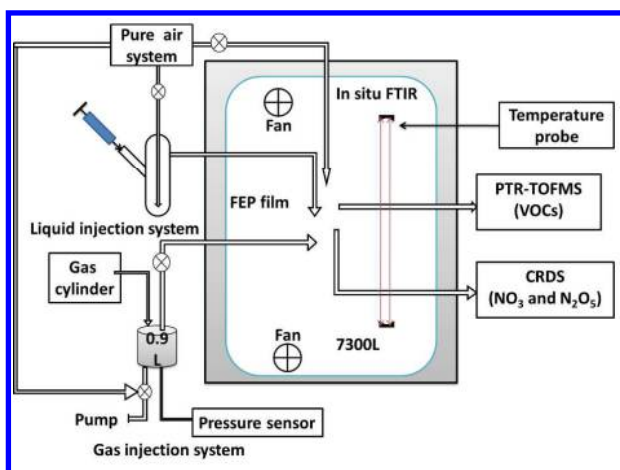 Pure air
system
In situ FTIR
Fan
Temperature
probe
FEP film
PTR-TOFMS
(VOCs)
Liquid injection system
Gas
cylinder
CRDS
(NO₃ and N₂O₅)
0.9
L
Fan
7300L
Pump
Pressure sensor
Gas injection system